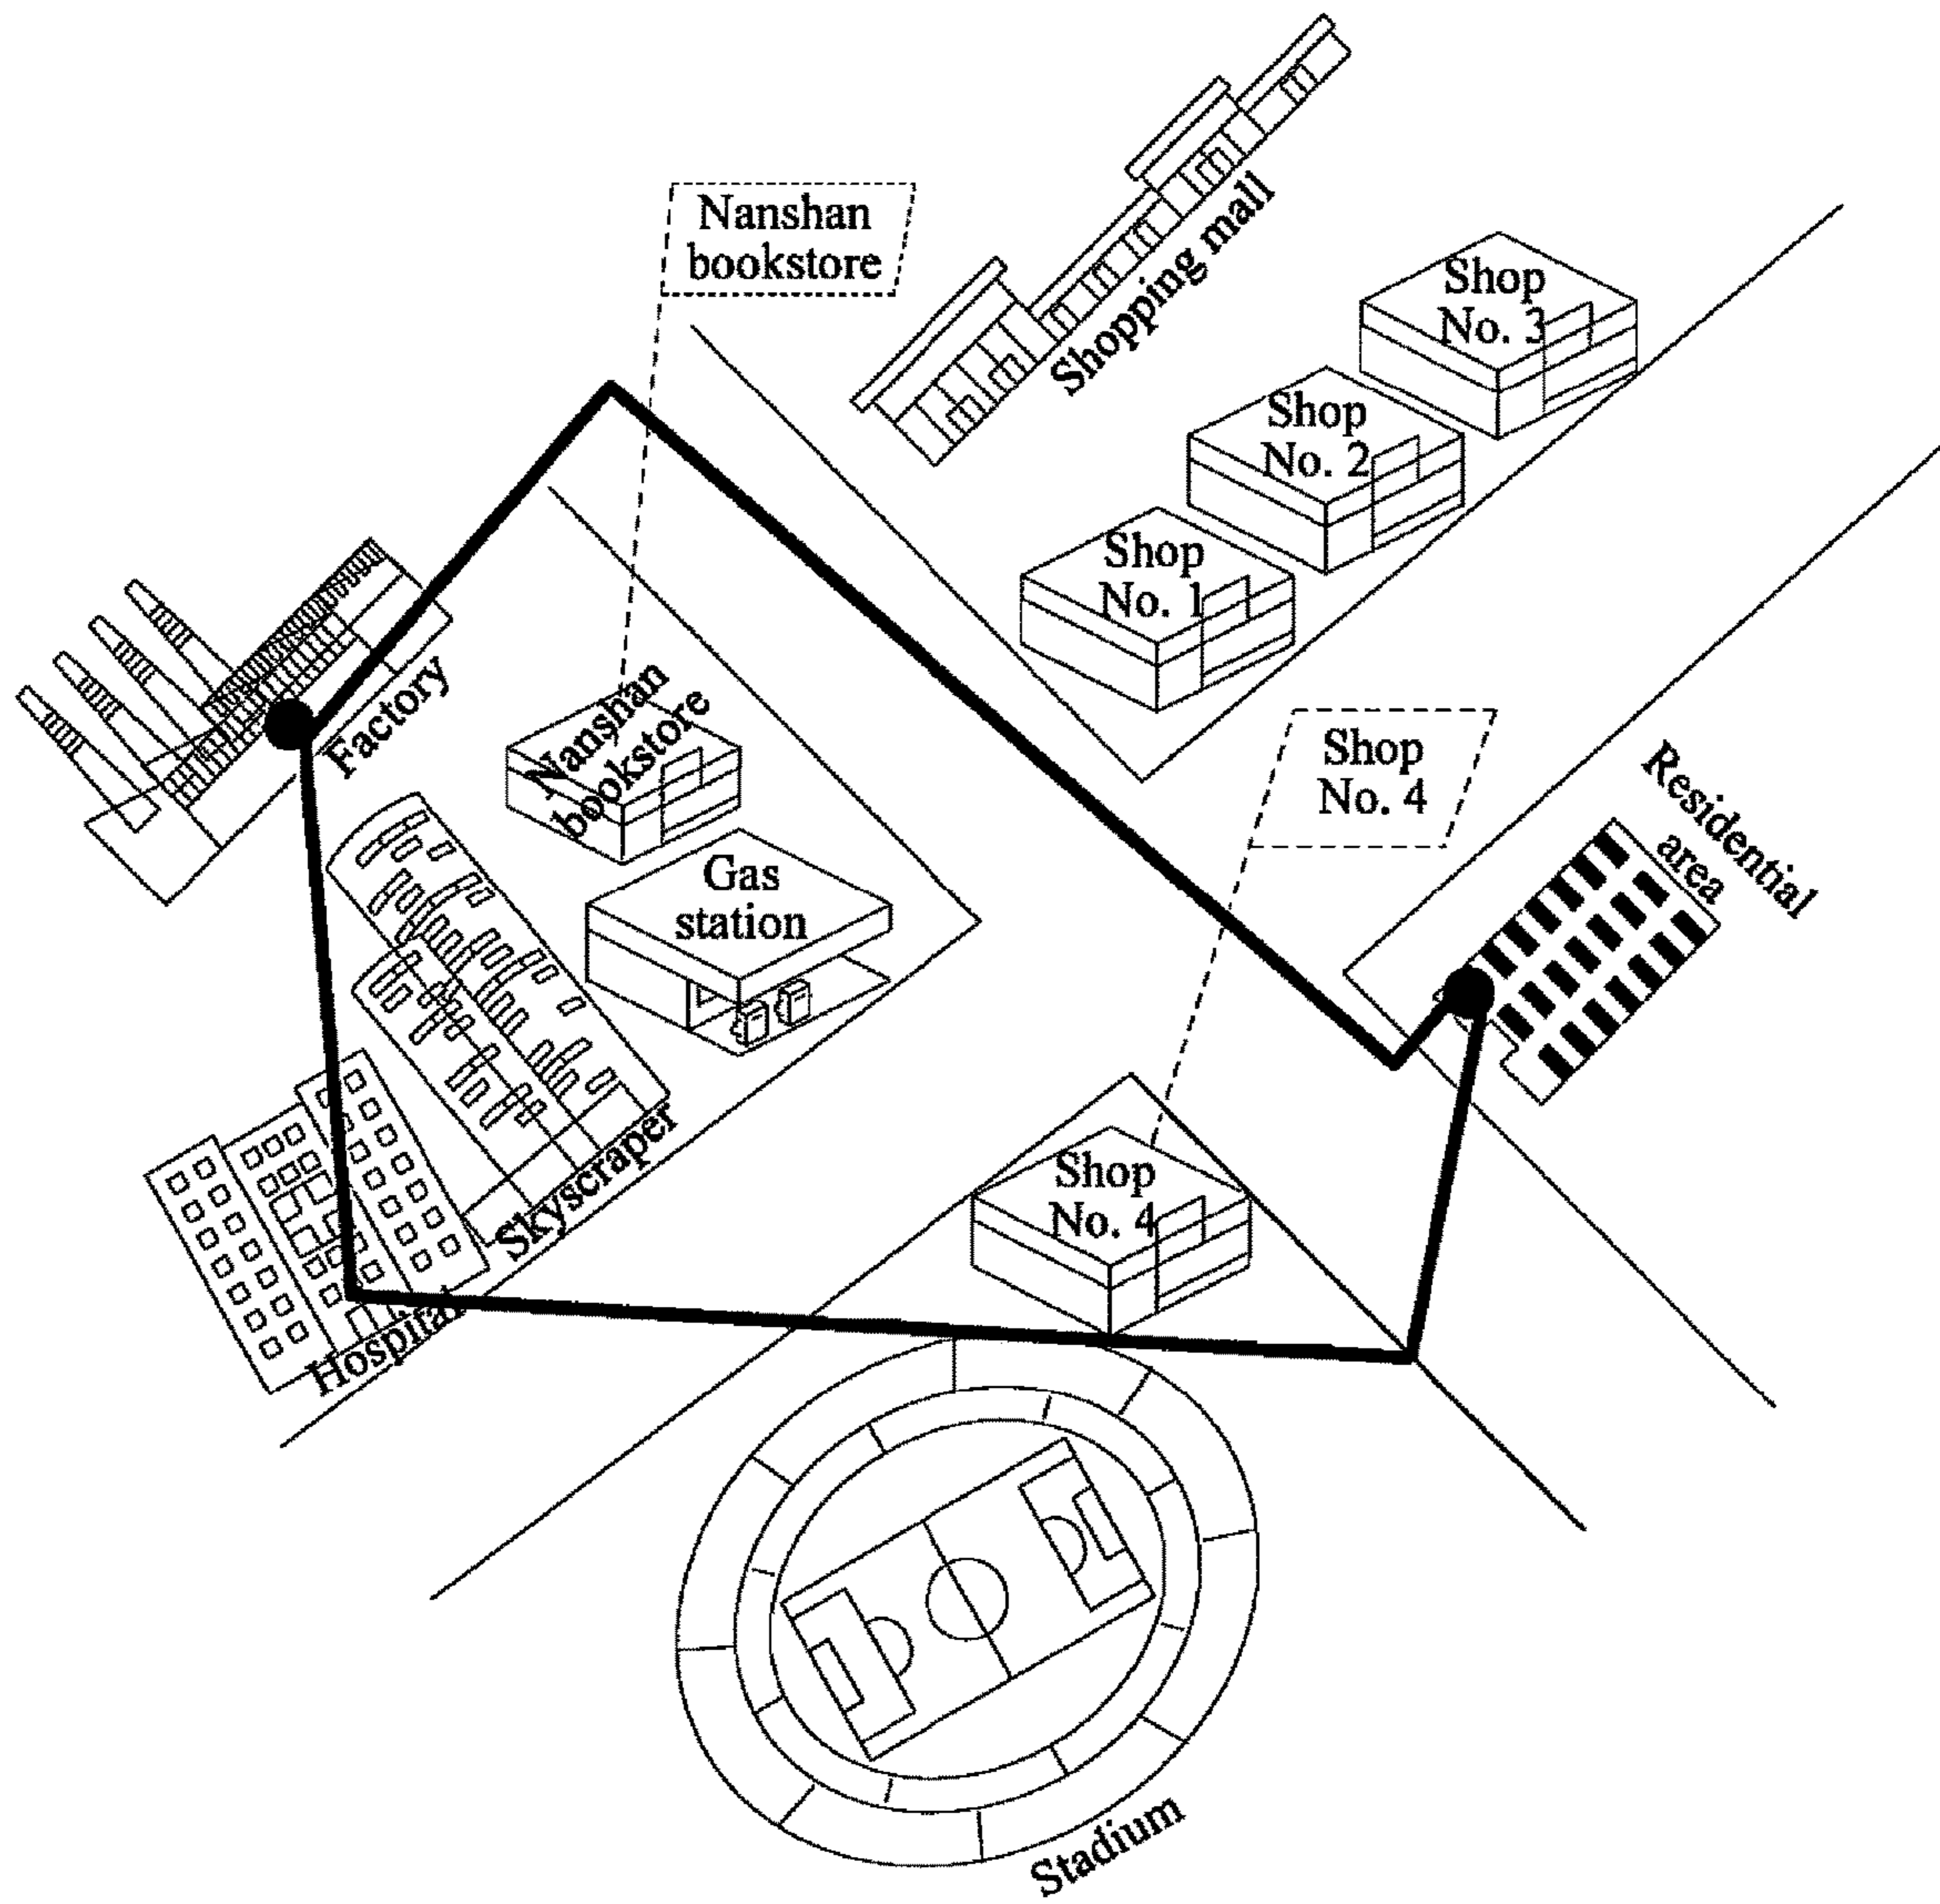 Nanshan
bookstore
Shopping mall
Shop
No. 3
Shop
No. 2
Shop
No. 1
Factory
Nanshan
bookstore
Shop
No. 4
Residential
area
Gas
station
Skyscraper
Shop
No. 4
Hospital
Stadium